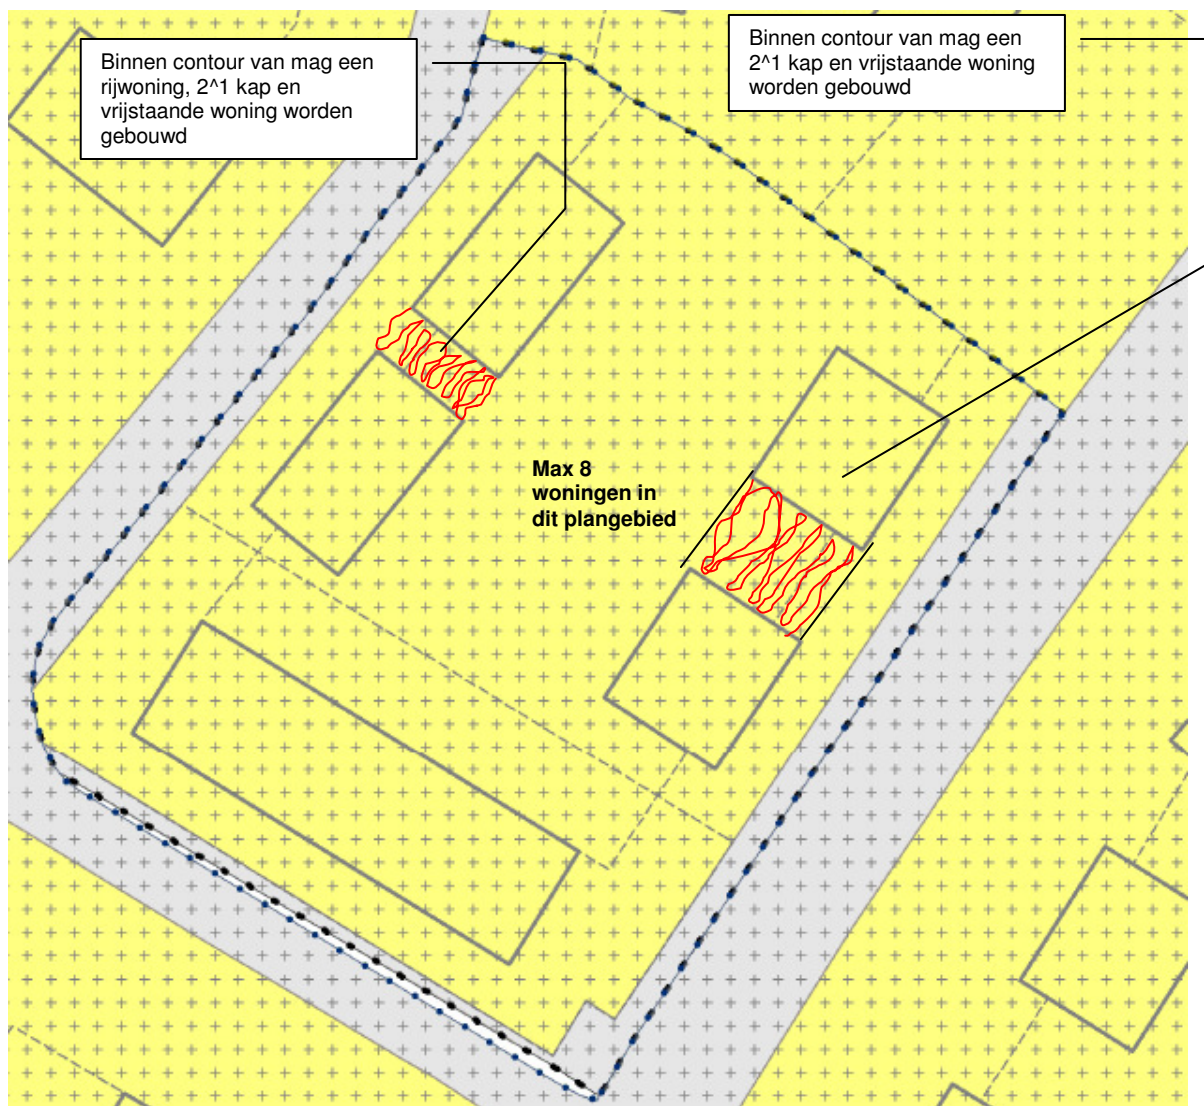 Binnen contour van mag een
rijwoning, 2^1 kap en
vrijstaande woning worden
gebouwd
Binnen contour van mag een
2^1 kap en vrijstaande woning
worden gebouwd
Max 8
woningen in
dit plangebied